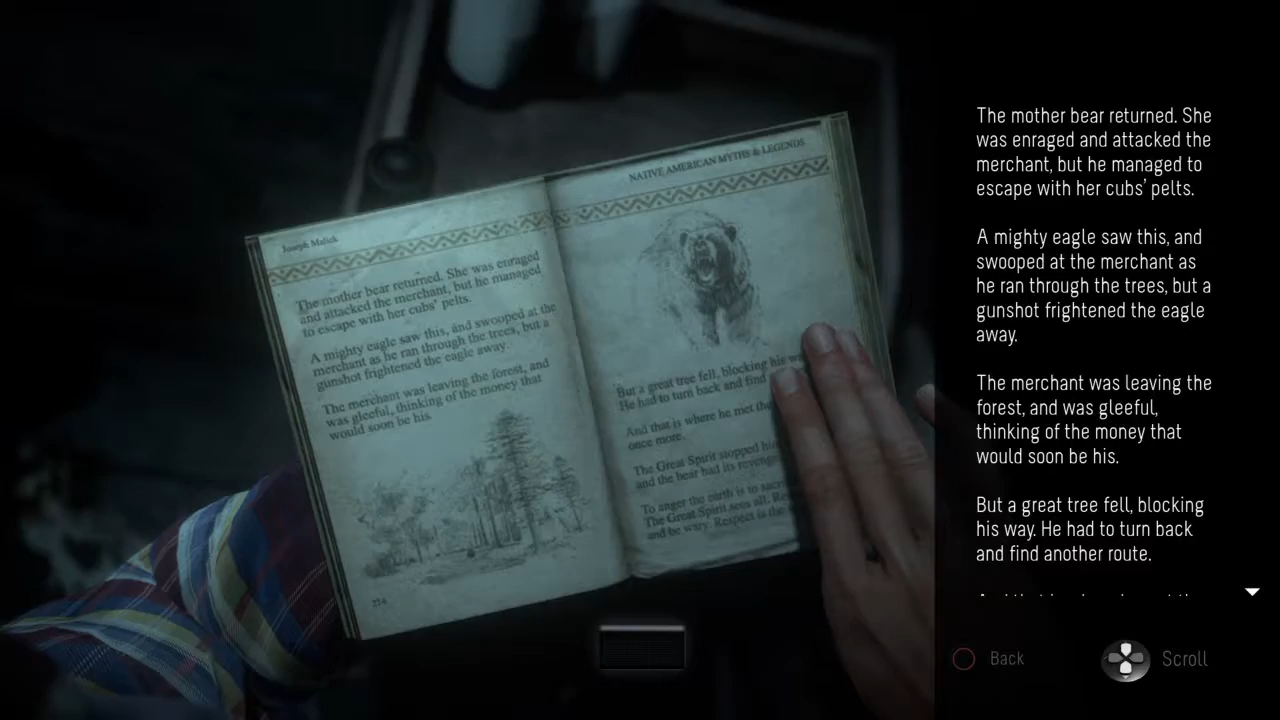 Joseph Malick
The mother bear returned. She was enraged
and attacked the merchant, but he managed
to escape with her cubs' pelts.
A mighty eagle saw this, and swooped at the
merchant as he ran through the trees, but a
gunshot frightened the eagle away.
The merchant was leaving the forest, and
was gleeful, thinking of the money that
would soon be his.
NATIVE AMERICAN MYTHS & LEGENDS
But a great tree fell, blocking his
He had to turn back and find
And that is where he met the
once more.
The Great Spirit stopped
and the bear had its revenge
To anger the earth is to
The Great Spirit sees all.
and be wary. Respect is the
The mother bear returned. She
was enraged and attacked the
merchant, but he managed to
escape with her cubs' pelts.
A mighty eagle saw this, and
swooped at the merchant as
he ran through the trees, but a
gunshot frightened the eagle
away.
The merchant was leaving the
forest, and was gleeful,
thinking of the money that
would soon be his.
But a great tree fell, blocking
his way. He had to turn back
and find another route.
Back
Scroll